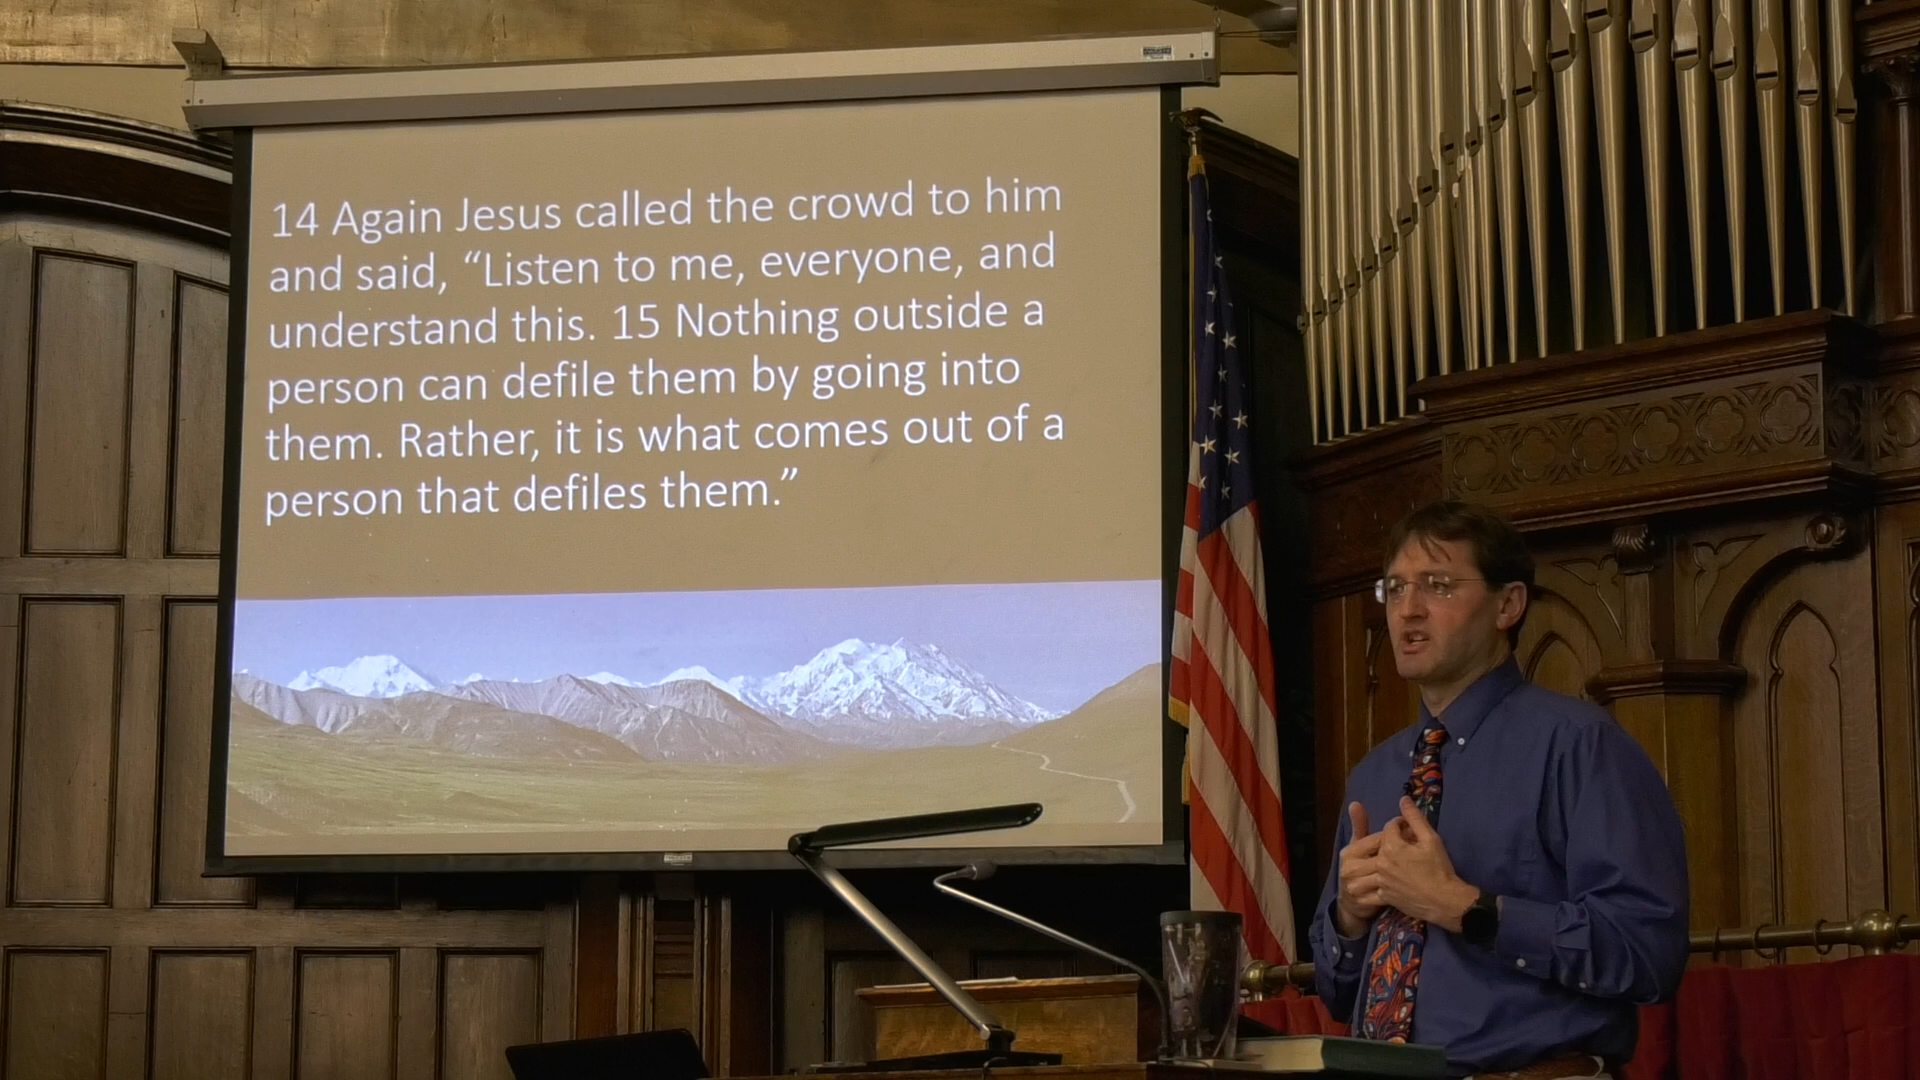 14 Again Jesus called the crowd to him
and said, “Listen to me, everyone, and
understand this. 15 Nothing outside a
person can defile them by going into
them. Rather, it is what comes out of a
person that defiles them.”